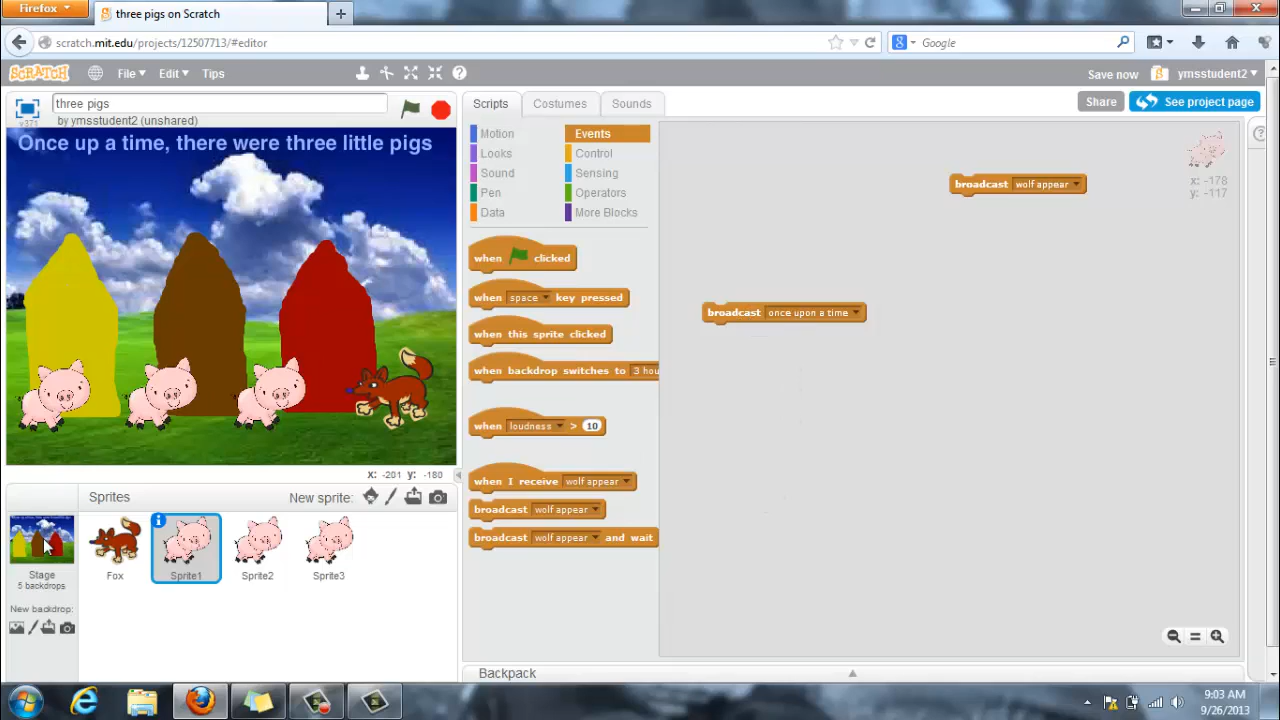 Firefox
three pigs on Scratch
scratch.mit.edu/projects/12507713/#editor
Google
SCRATCH
File
Edit
Tips
Save now
ymsstudent2
three pigs
by ymsstudent2 (unshared)
v371
Scripts
Costumes
Sounds
Share
See project page
Once up a time, there were three little pigs
Motion
Events
Looks
Control
Sound
Sensing
Pen
Operators
Data
More Blocks
when clicked
when space key pressed
when this sprite clicked
when backdrop switches to 3 hou
when loudness > 10
when I receive wolf appear
broadcast wolf appear
broadcast wolf appear and wait
broadcast wolf appear
broadcast once upon a time
x: -178
y: -117
x: -201 y: -180
Sprites
New sprite:
Stage
5 backdrops
New backdrop:
Fox
Sprite1
Sprite2
Sprite3
Backpack
9:03 AM
9/26/2013